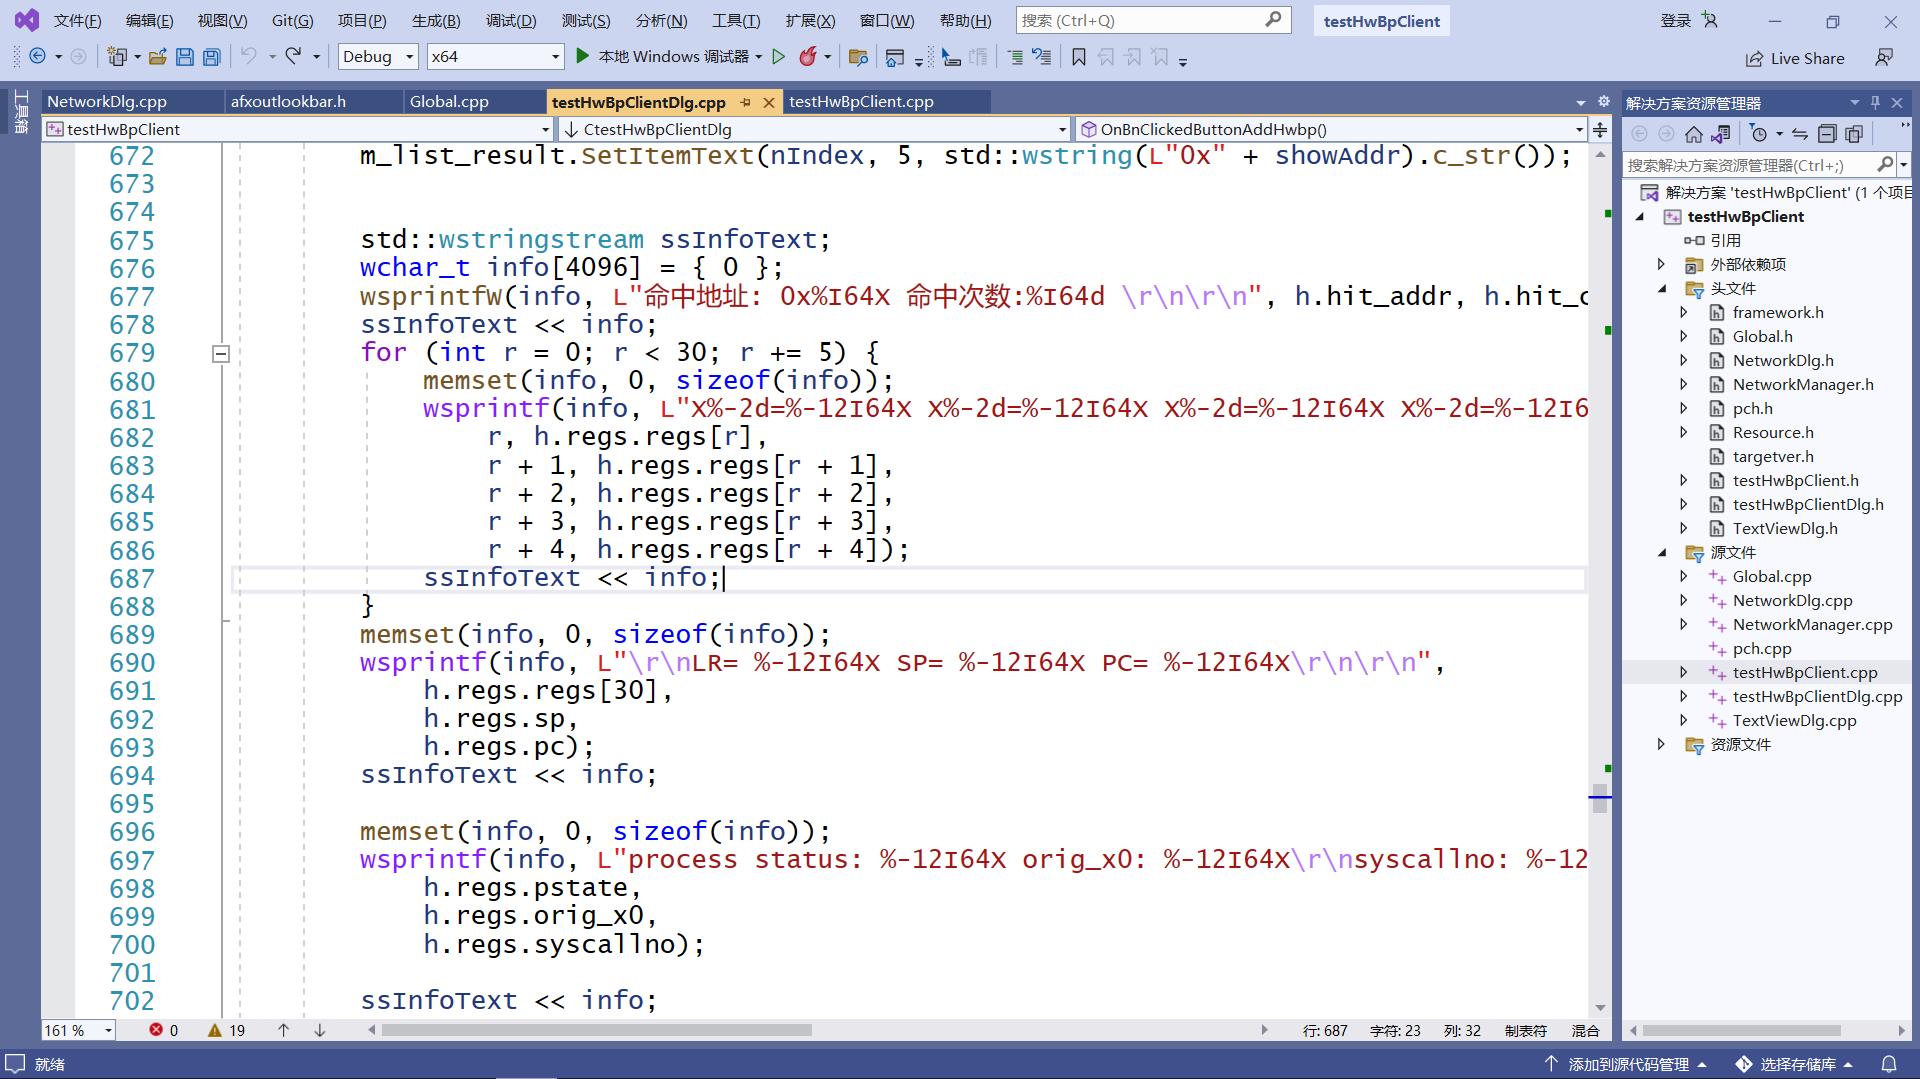 文件(F) 编辑(E) 视图(V) Git(G) 项目(P) 生成(B) 调试(D) 测试(S) 分析(N) 工具(T) 扩展(X) 窗口(W) 帮助(H) 搜索 (Ctrl+Q) testHwBpClient 登录
Debug x64 本地 Windows 调试器 Live Share
工具箱
NetworkDlg.cpp afxoutlookbar.h Global.cpp testHwBpClientDlg.cpp testHwBpClient.cpp
testHwBpClient CtestHwBpClientDlg OnBnClickedButtonAddHwbp()
672 m_list_result.SetItemText(nIndex, 5, std::wstring(L"0x" + showAddr).c_str());
673
674
675 std::wstringstream ssInfoText;
676 wchar_t info[4096] = { 0 };
677 wsprintfW(info, L"命中地址: 0x%I64X 命中次数:%I64d \r\n\r\n", h.hit_addr, h.hit_c
678 ssInfoText << info;
679 for (int r = 0; r < 30; r += 5) {
680 memset(info, 0, sizeof(info));
681 wsprintf(info, L"X%-2d=%-12I64X X%-2d=%-12I64X X%-2d=%-12I64X X%-2d=%-12I6
682 r, h.regs.regs[r],
683 r + 1, h.regs.regs[r + 1],
684 r + 2, h.regs.regs[r + 2],
685 r + 3, h.regs.regs[r + 3],
686 r + 4, h.regs.regs[r + 4]);
687 ssInfoText << info;
688 }
689 memset(info, 0, sizeof(info));
690 wsprintf(info, L"\r\nLR= %-12I64X SP= %-12I64X PC= %-12I64X\r\n\r\n",
691 h.regs.regs[30],
692 h.regs.sp,
693 h.regs.pc);
694 ssInfoText << info;
695
696 memset(info, 0, sizeof(info));
697 wsprintf(info, L"process status: %-12I64X orig_x0: %-12I64X\r\nsyscallno: %-12
698 h.regs.pstate,
699 h.regs.orig_x0,
700 h.regs.syscallno);
701
702 ssInfoText << info;
161 % 0 19 行: 687 字符: 23 列: 32 制表符 混合
解决方案资源管理器
搜索解决方案资源管理器(Ctrl+;)
解决方案 'testHwBpClient' (1 个项目
testHwBpClient
引用
外部依赖项
头文件
framework.h
Global.h
NetworkDlg.h
NetworkManager.h
pch.h
Resource.h
targetver.h
testHwBpClient.h
testHwBpClientDlg.h
TextViewDlg.h
源文件
Global.cpp
NetworkDlg.cpp
NetworkManager.cpp
pch.cpp
testHwBpClient.cpp
testHwBpClientDlg.cpp
TextViewDlg.cpp
资源文件
就绪 添加到源代码管理 选择存储库